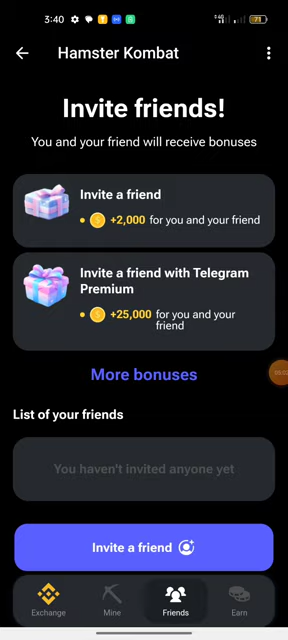 3:40
71
Hamster Kombat
Invite friends!
You and your friend will receive bonuses
Invite a friend
+2,000 for you and your friend
Invite a friend with Telegram
Premium
+25,000 for you and your
friend
More bonuses
List of your friends
You haven't invited anyone yet
Invite a friend
Exchange
Mine
Friends
Earn